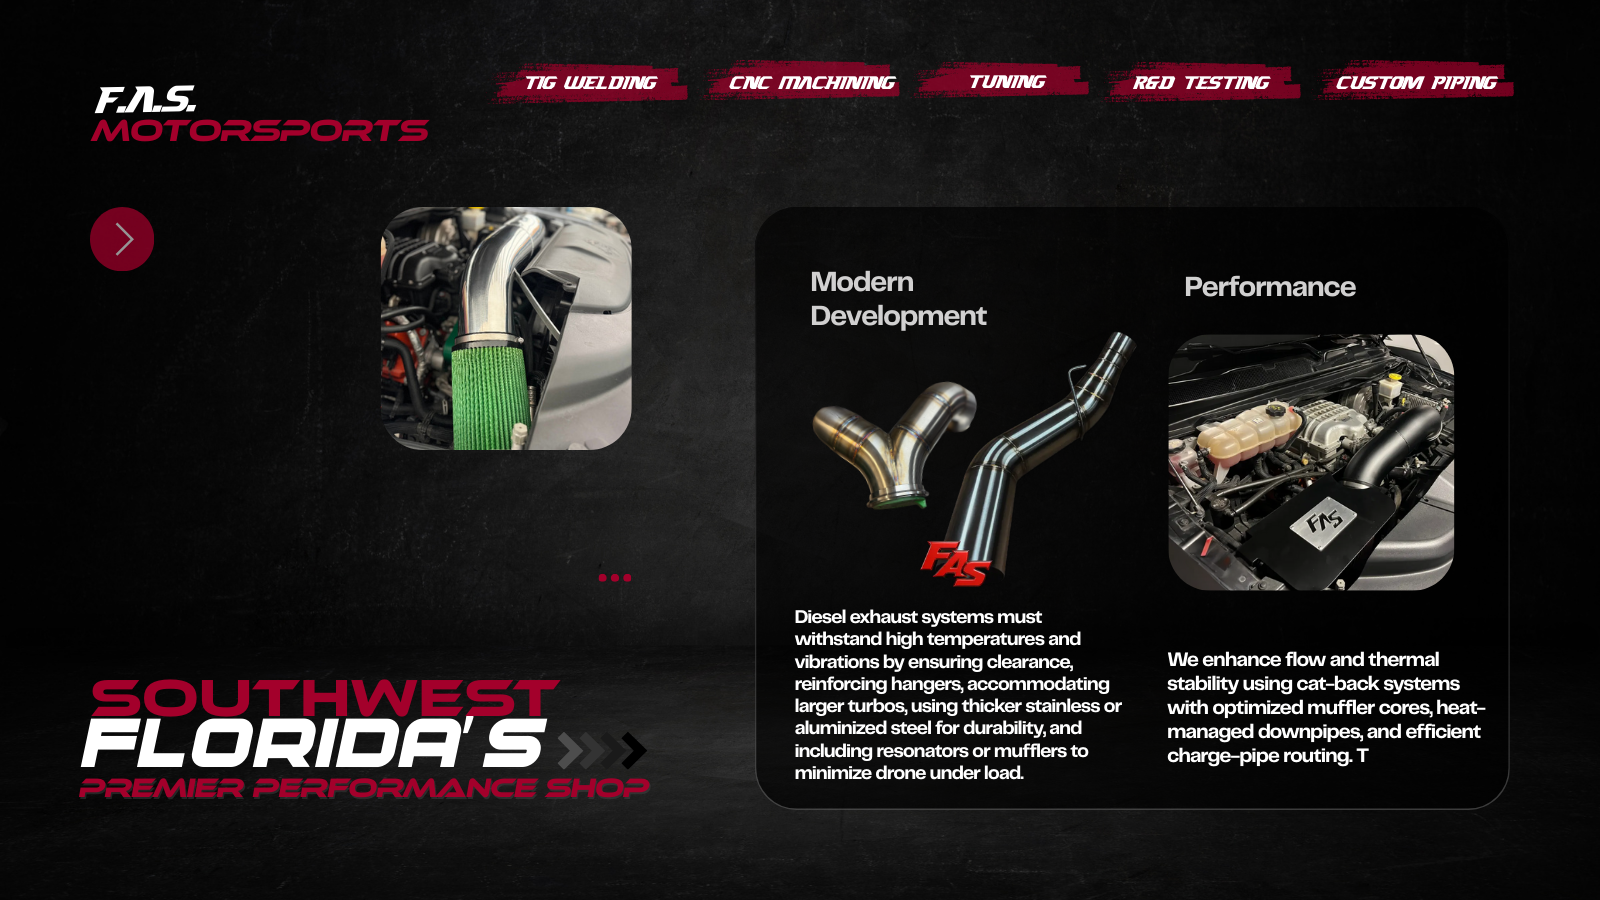 F.A.S.
MOTORSPORTS
TIG WELDING
CNC MACHINING
TUNING
R&D TESTING
CUSTOM PIPING
Modern
Development
FAS
Diesel exhaust systems must
withstand high temperatures and
vibrations by ensuring clearance,
reinforcing hangers, accommodating
larger turbos, using thicker stainless or
aluminized steel for durability, and
including resonators or mufflers to
minimize drone under load.
Performance
FAS
We enhance flow and thermal
stability using cat-back systems
with optimized muffler cores, heat-
managed downpipes, and efficient
charge-pipe routing. T
SOUTHWEST
FLORIDA'S
PREMIER PERFORMANCE SHOP